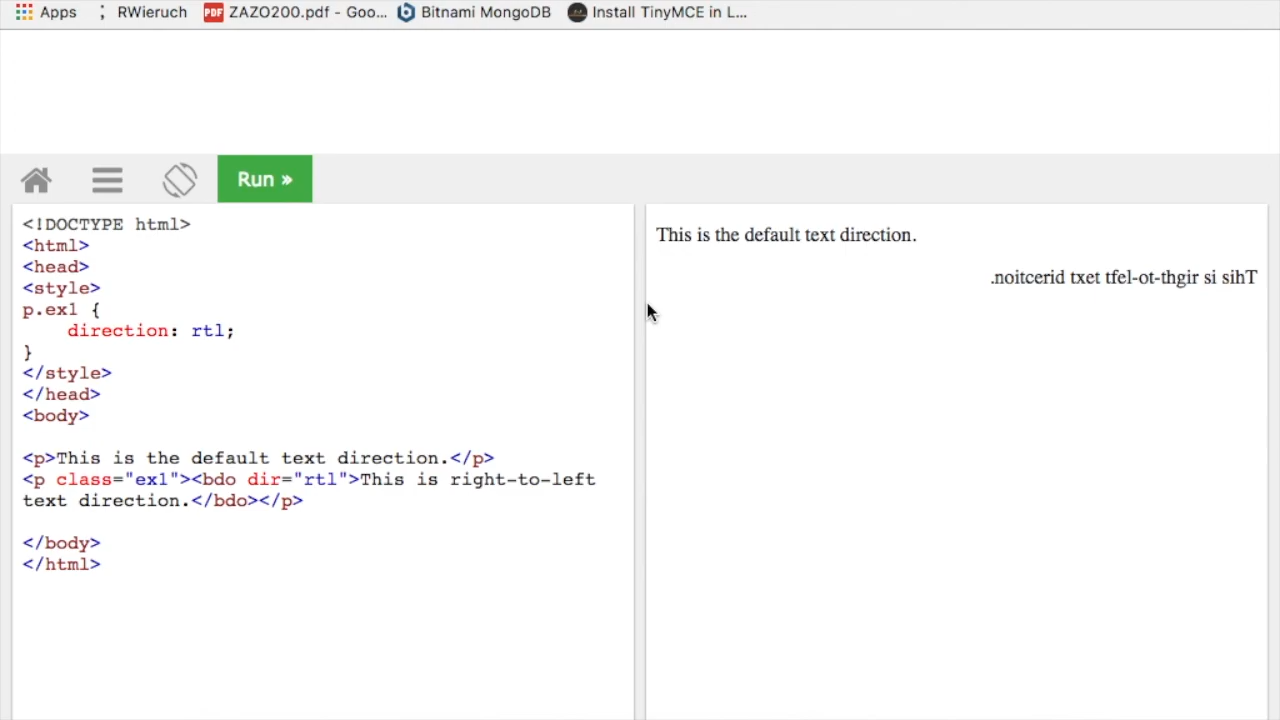 Apps
RWieruch
ZAZO200.pdf - Goo...
Bitnami MongoDB
Install TinyMCE in L...
Run »
<!DOCTYPE html>
<html>
<head>
<style>
p.ex1 {
direction: rtl;
}
</style>
</head>
<body>
<p>This is the default text direction.</p>
<p class="ex1"><bdo dir="rtl">This is right-to-left
text direction.</bdo></p>
</body>
</html>
This is the default text direction.
.noitcerid txet tfel-ot-thgir si sihT